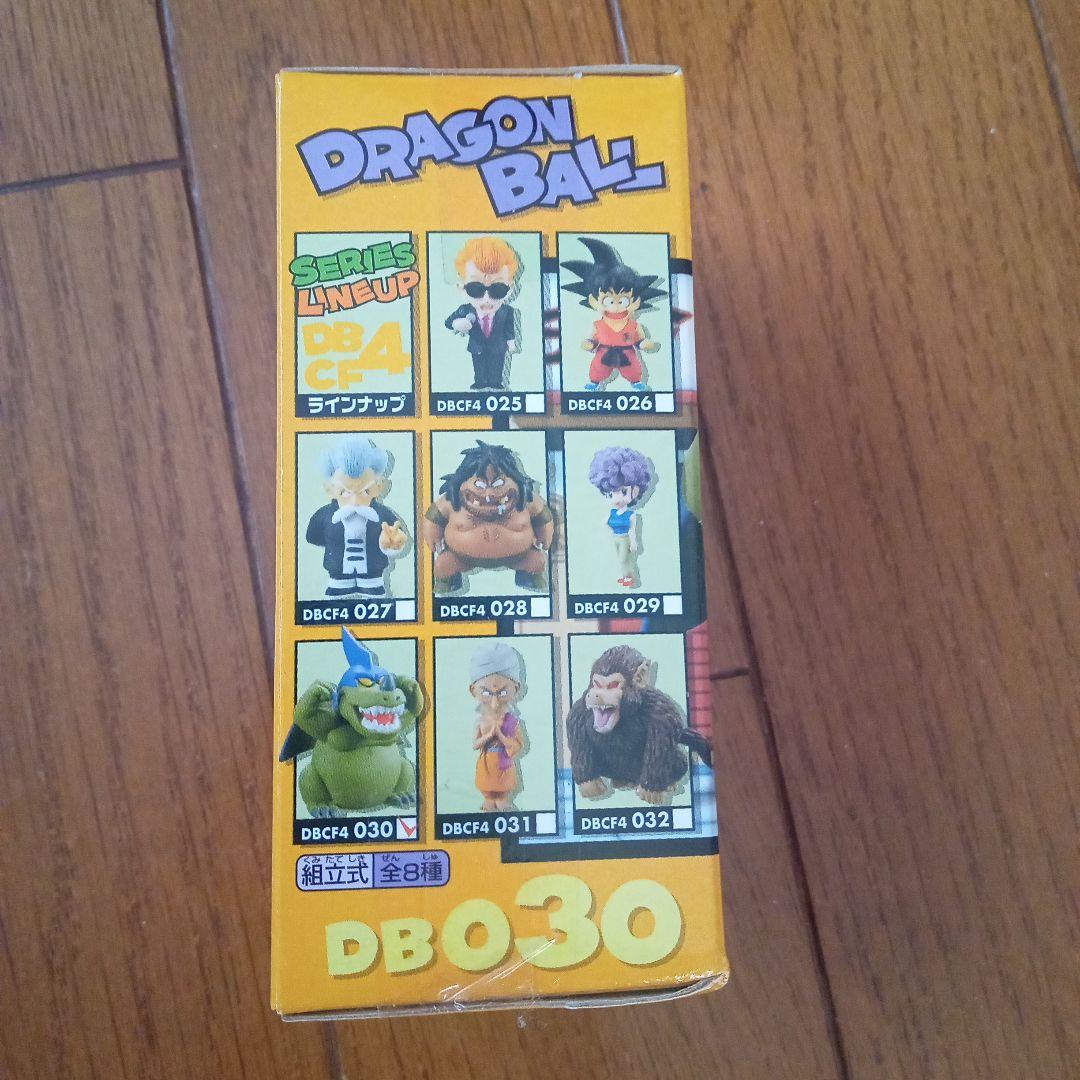 DRAGON
BALL
SERIES
LINEUP
DB
CF4
ラインナップ
DBCF4 025
DBCF4 026
DBCF4 027
DBCF4 028
DBCF4 029
DBCF4 030
DBCF4 031
DBCF4 032
くみたてしき ぜん しゅ
組立式 全8種
DB030